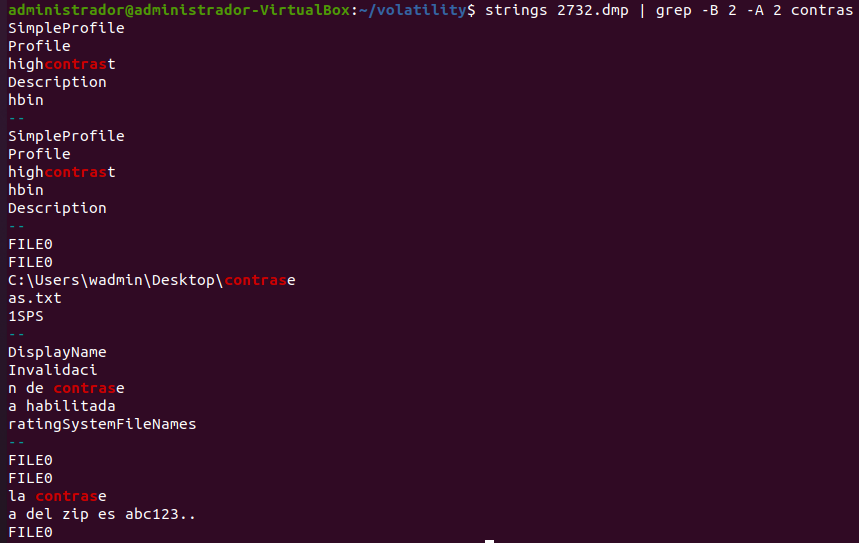 administrador@administrador-VirtualBox:~/volatility$ strings 2732.dmp | grep -B 2 -A 2 contras
SimpleProfile
Profile
highcontrast
Description
hbin
--
SimpleProfile
Profile
highcontrast
hbin
Description
--
FILE0
FILE0
C:\Users\wadmin\Desktop\contrase
as.txt
1SPS
--
DisplayName
Invalidaci
n de contrase
a habilitada
ratingSystemFileNames
--
FILE0
FILE0
la contrase
a del zip es abc123..
FILE0